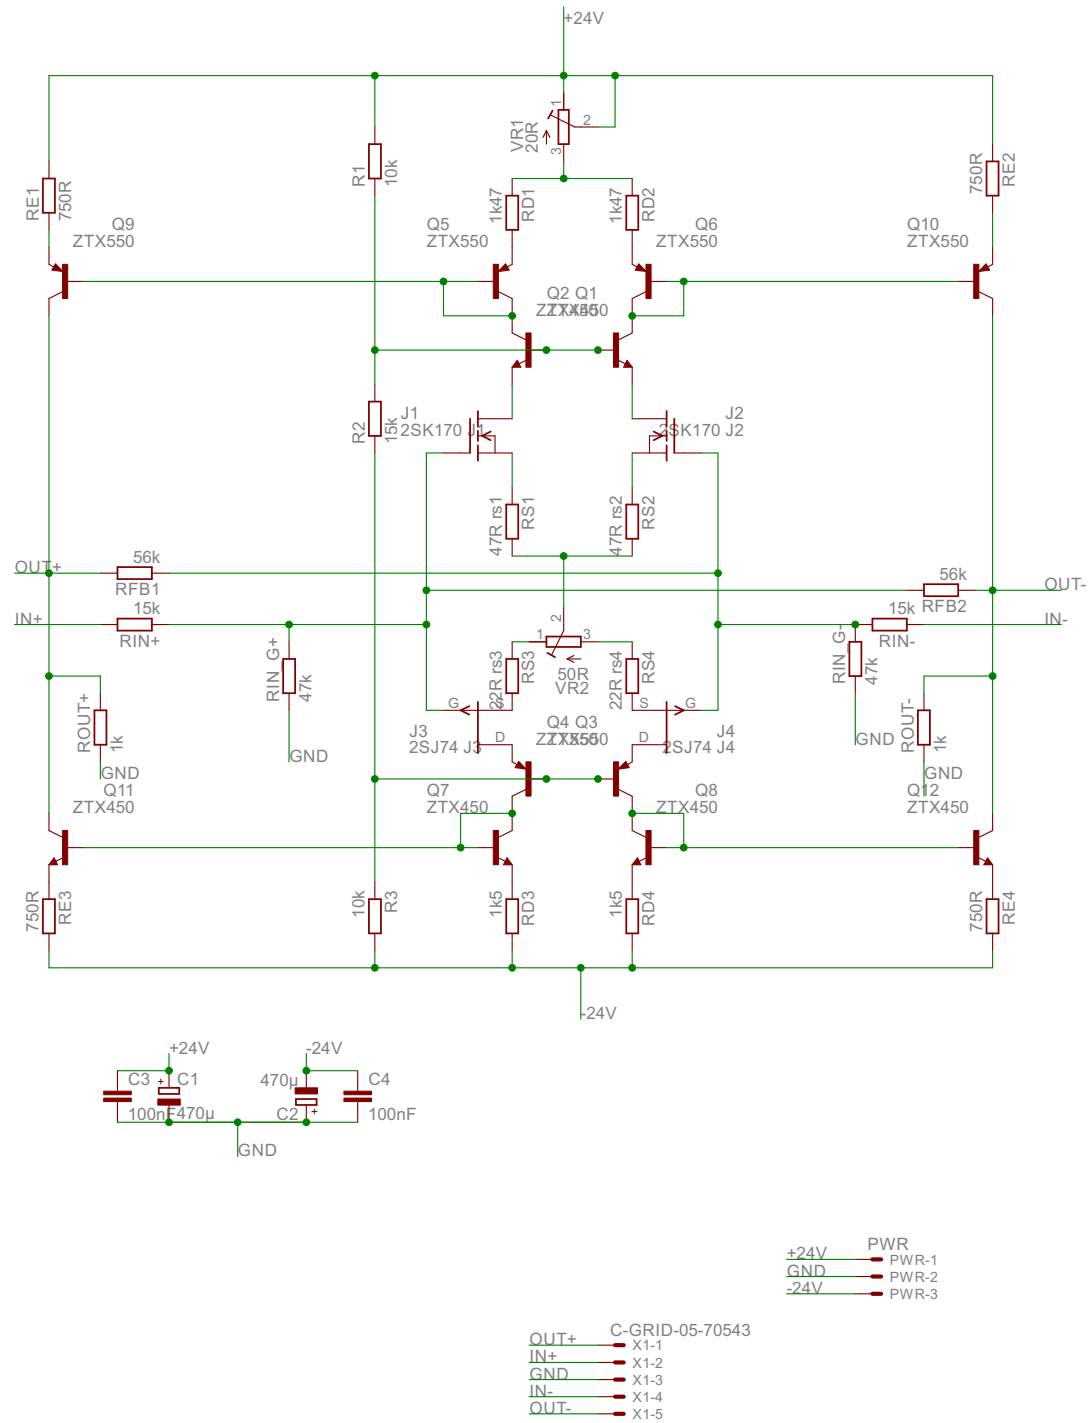 +24V
VR1
20R
1
2
3
R1
10k
RE1
750R
750R
RE2
1k47
RD1
1k47
RD2
Q9
ZTX550
Q5
ZTX550
Q6
ZTX550
Q10
ZTX550
Q2 Q1
R2
15k
J1
2SK170 J1
J2
2SK170 J2
47R rs1
RS1
47R rs2
RS2
OUT+
56k
RFB1
56k
RFB2
OUT-
IN+
15k
RIN+
15k
RIN-
IN-
RIN_G+
47k
GND
RIN_G-
47k
GND
1
2
3
50R
VR2
22R rs3
RS3
22R rs4
RS4
ROUT+
1k
GND
ROUT-
1k
GND
G
S
D
S
G
D
J3
2SJ74 J3
J4
2SJ74 J4
Q4 Q3
Q11
ZTX450
Q7
ZTX450
Q8
ZTX450
Q12
ZTX450
750R
RE3
10k
R3
1k5
RD3
1k5
RD4
750R
RE4
-24V
+24V
-24V
C3
100nF
C1
470µ
470µ
C2
C4
100nF
GND
PWR
+24V
PWR-1
GND
PWR-2
-24V
PWR-3
C-GRID-05-70543
OUT+
X1-1
IN+
X1-2
GND
X1-3
IN-
X1-4
OUT-
X1-5